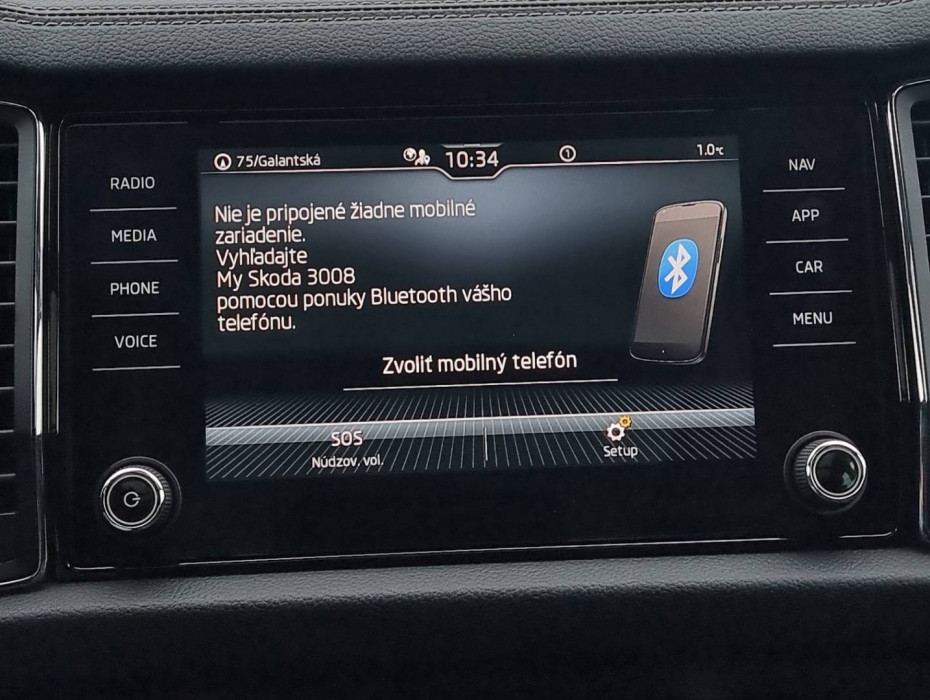 75/Galantská
10:34
1
1.0°C
RADIO
MEDIA
PHONE
VOICE
Nie je pripojené žiadne mobilné
zariadenie.
Vyhľadajte
My Skoda 3008
pomocou ponuky Bluetooth vášho
telefónu.
Zvoliť mobilný telefón
SOS
Núdzov. vol.
Setup
NAV
APP
CAR
MENU